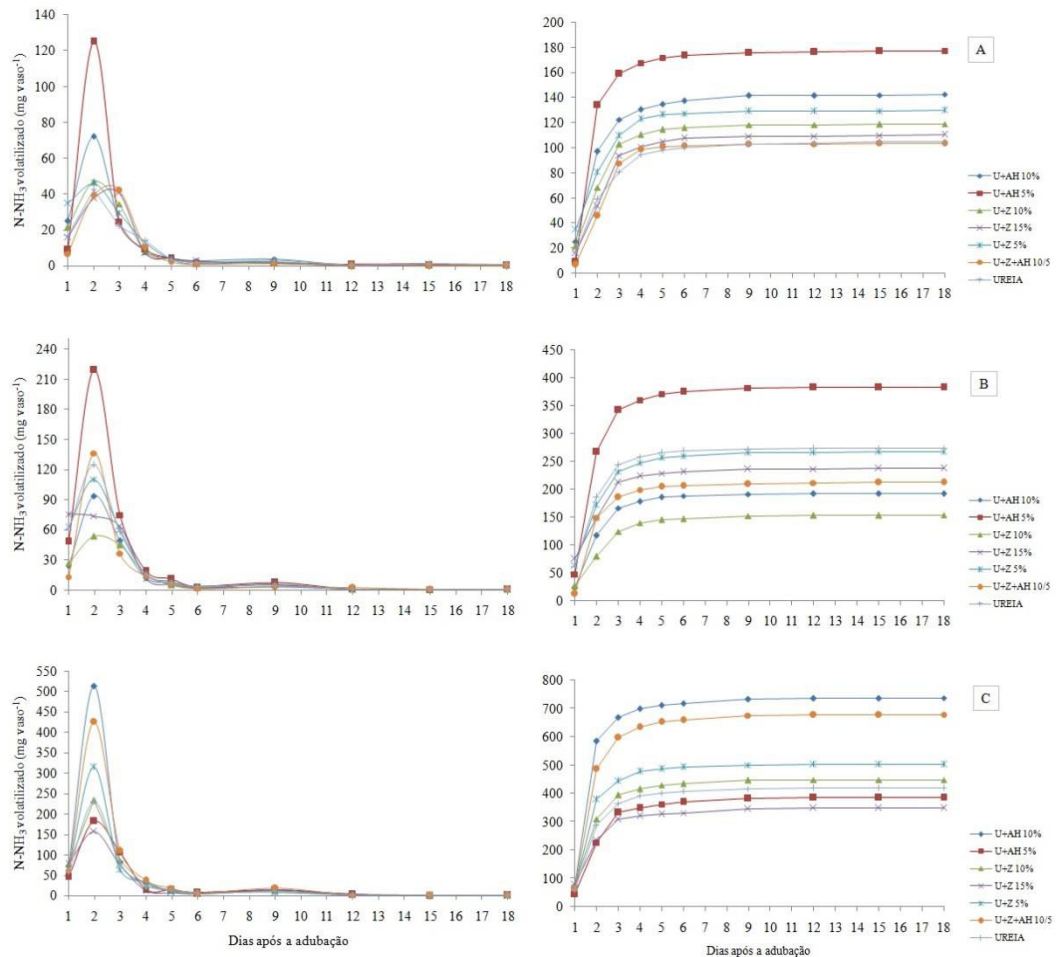 N-NH3 volatilizado (mg vaso-1)
140
120
100
80
60
40
20
0
1 2 3 4 5 6 7 8 9 10 11 12 13 14 15 16 17 18
200
180
160
140
120
100
80
60
40
20
0
1 2 3 4 5 6 7 8 9 10 11 12 13 14 15 16 17 18
A
U+AH 10%
U+AH 5%
U+Z 10%
U+Z 15%
U+Z 5%
U+Z+AH 10/5
UREIA
N-NH3 volatilizado (mg vaso-1)
240
210
180
150
120
90
60
30
0
1 2 3 4 5 6 7 8 9 10 11 12 13 14 15 16 17 18
450
400
350
300
250
200
150
100
50
0
1 2 3 4 5 6 7 8 9 10 11 12 13 14 15 16 17 18
B
U+AH 10%
U+AH 5%
U+Z 10%
U+Z 15%
U+Z 5%
U+Z+AH 10/5
UREIA
N-NH3 volatilizado (mg vaso-1)
550
500
450
400
350
300
250
200
150
100
50
0
1 2 3 4 5 6 7 8 9 10 11 12 13 14 15 16 17 18
Dias após a adubação
800
700
600
500
400
300
200
100
0
1 2 3 4 5 6 7 8 9 10 11 12 13 14 15 16 17 18
Dias após a adubação
C
U+AH 10%
U+AH 5%
U+Z 10%
U+Z 15%
U+Z 5%
U+Z+AH 10/5
UREIA